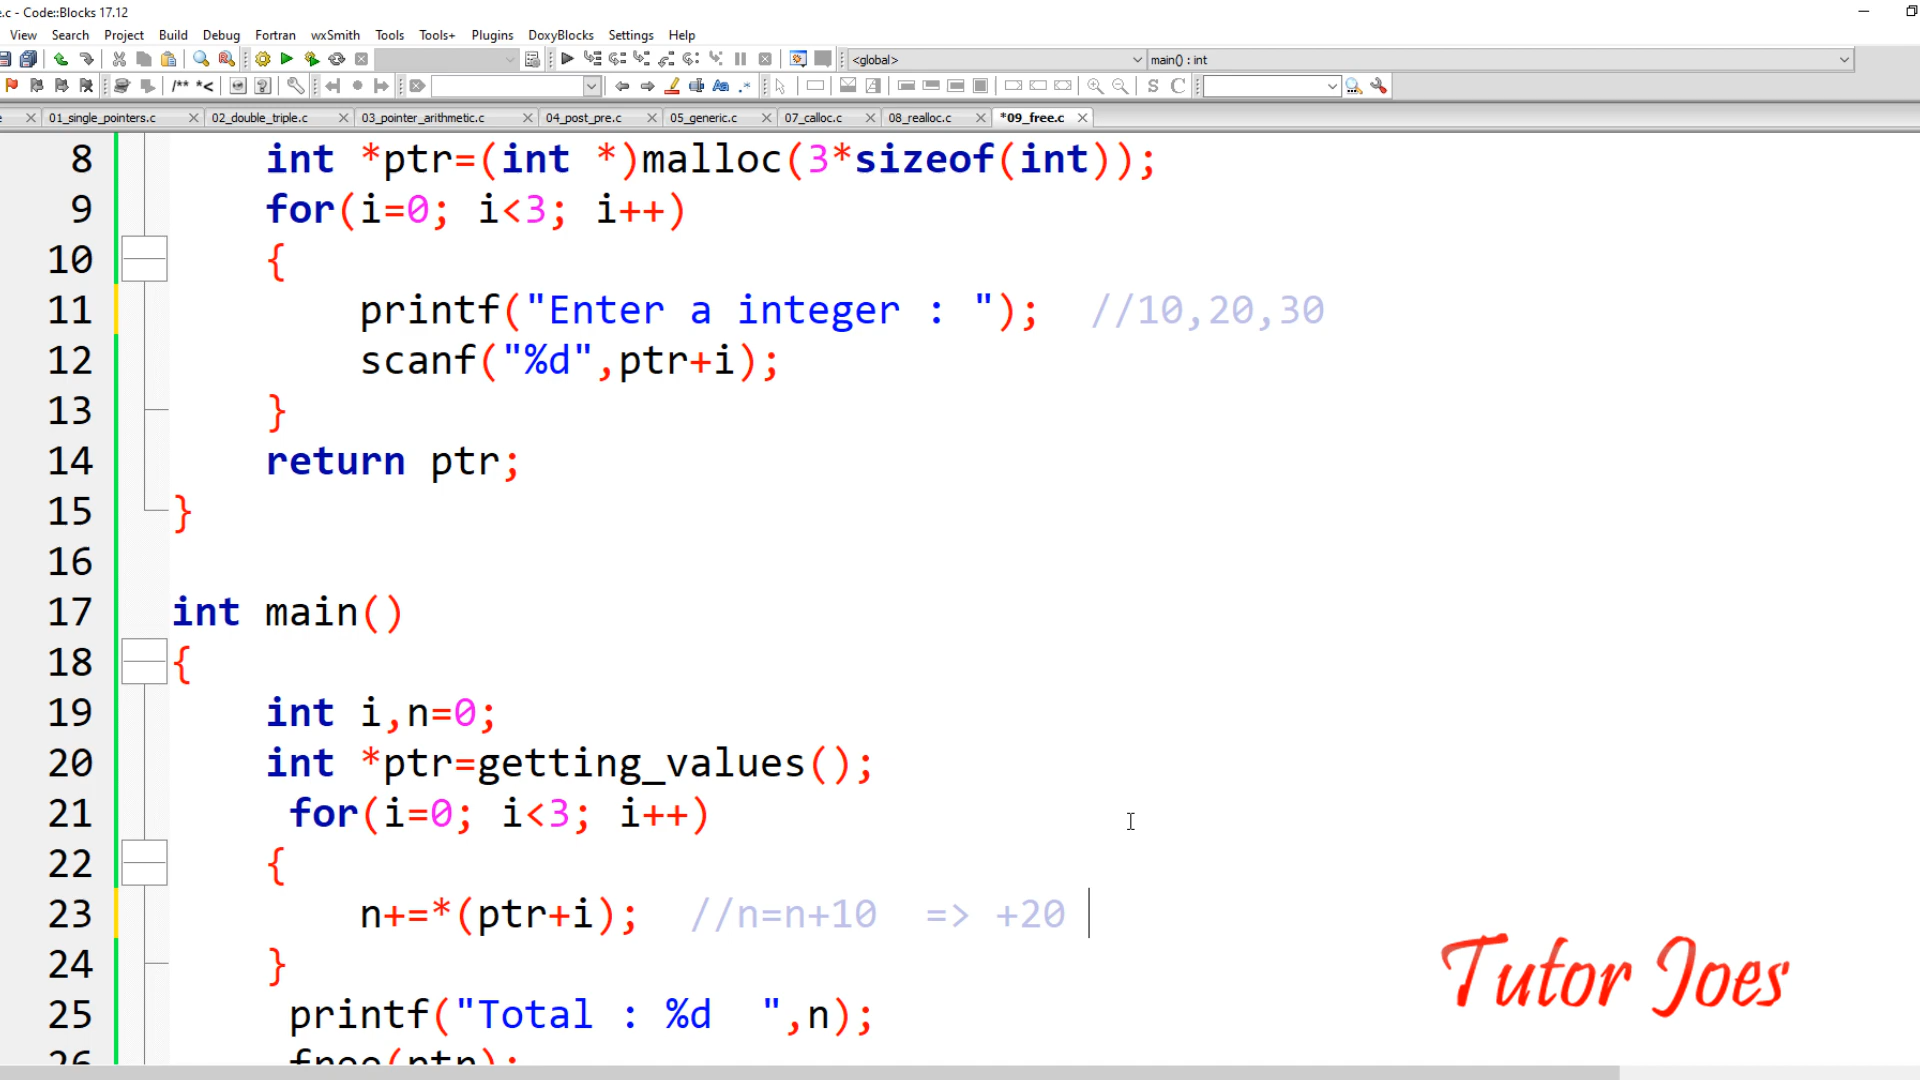 e.c - Code::Blocks 17.12
View Search Project Build Debug Fortran wxSmith Tools Tools+ Plugins DoxyBlocks Settings Help
<global> main() : int
/** *< Aa .* S C
e 01_single_pointers.c 02_double_triple.c 03_pointer_arithmetic.c 04_post_pre.c 05_generic.c 07_calloc.c 08_realloc.c *09_free.c
8 int *ptr=(int *)malloc(3*sizeof(int));
9 for(i=0; i<3; i++)
10 {
11 printf("Enter a integer : "); //10,20,30
12 scanf("%d",ptr+i);
13 }
14 return ptr;
15 }
16
17 int main()
18 {
19 int i,n=0;
20 int *ptr=getting_values();
21 for(i=0; i<3; i++)
22 {
23 n+=*(ptr+i); //n=n+10 => +20
24 }
25 printf("Total : %d ",n);
26 free(ptr);
Tutor Joes